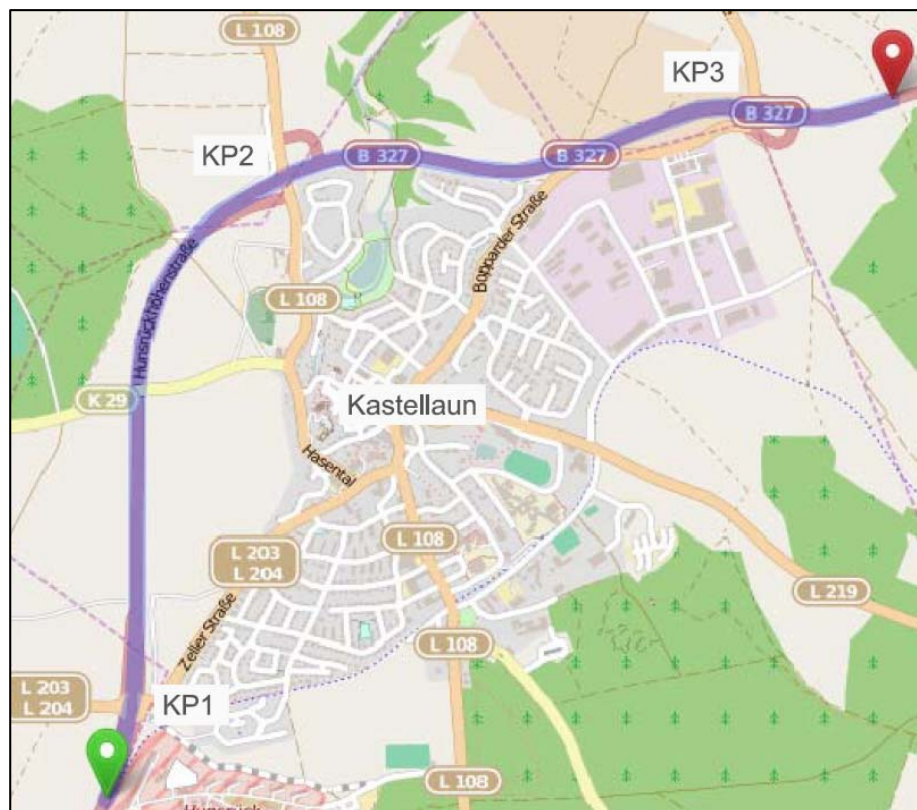 L 108
KP3
B 327
KP2
B 327
B 327
Hunsrückhöhenstraße
Bopparder Straße
L 108
K 29
Kastellaun
Hasental
L 108
L 203
L 204
L 219
Zeller Straße
L 108
L 203
L 204
KP1
L 108
Hunsrück